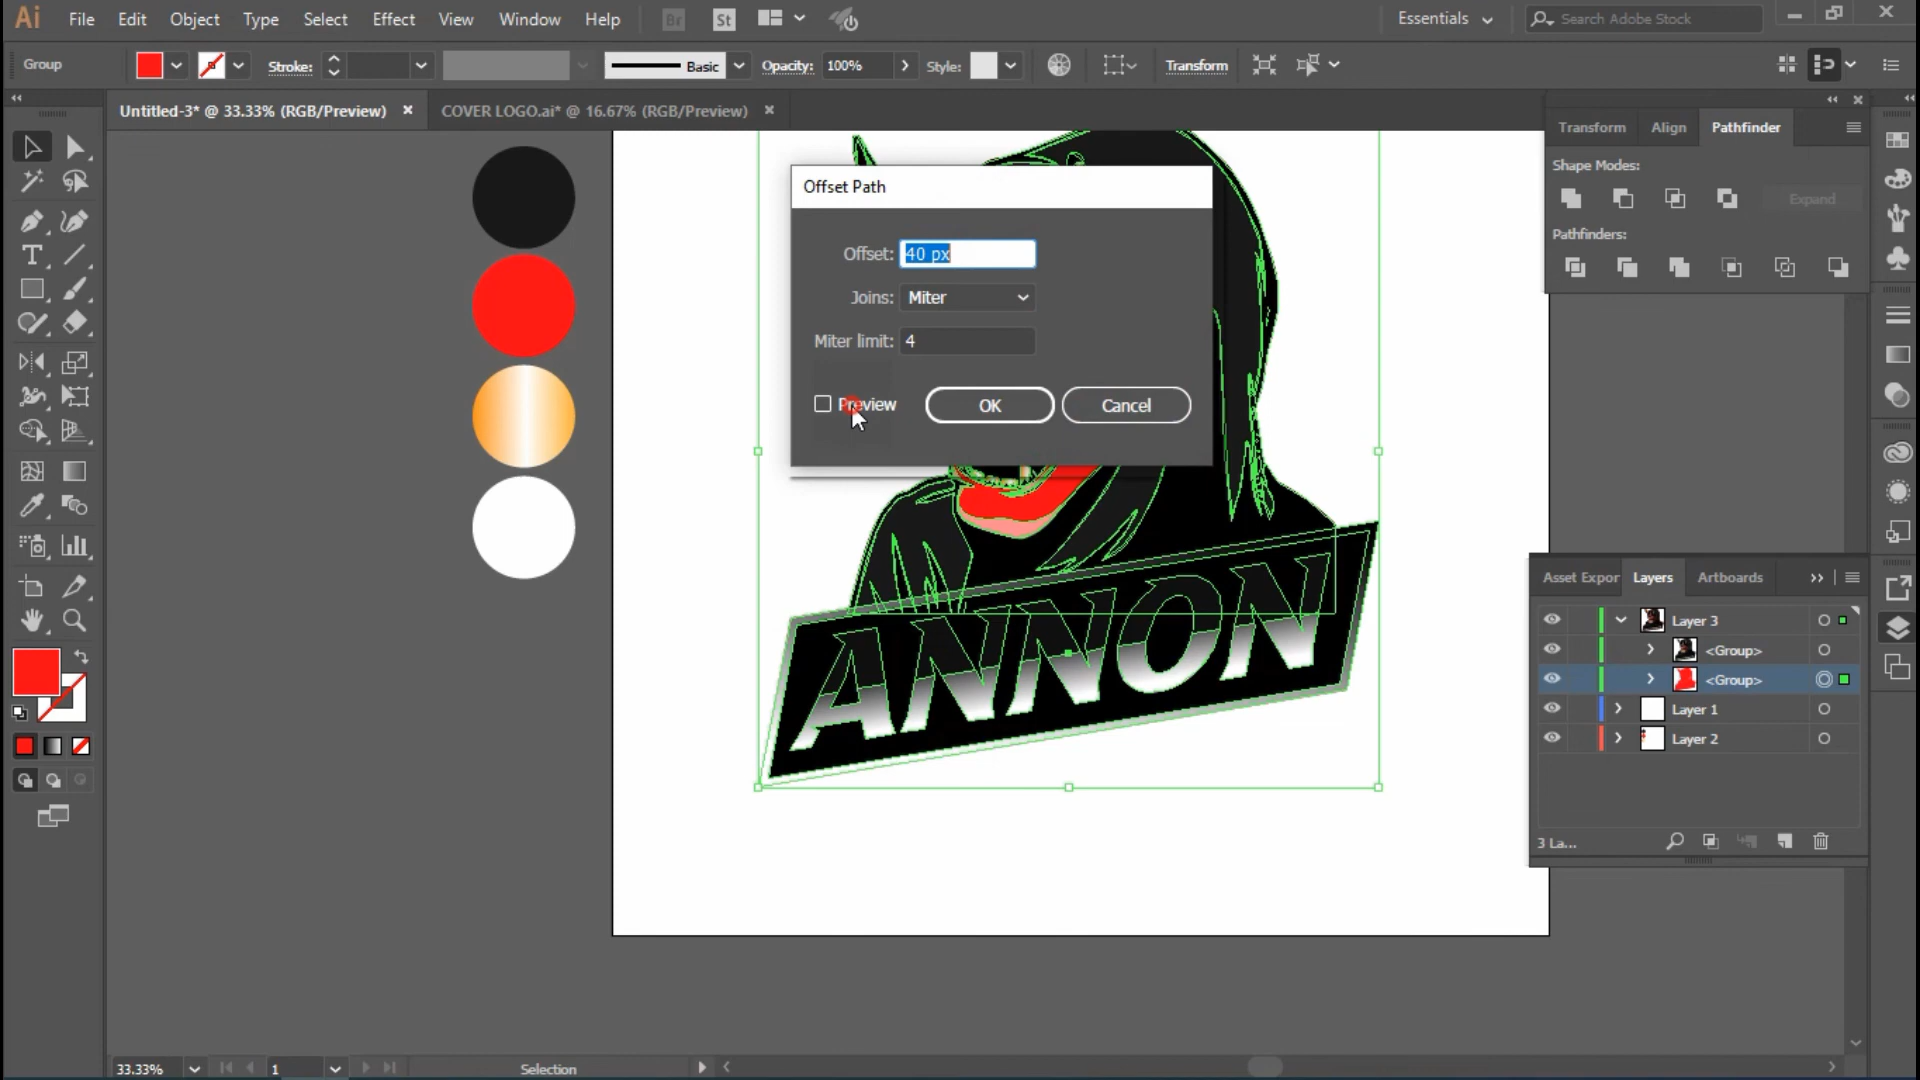 Ai File Edit Object Type Select Effect View Window Help Br St Essentials Search Adobe Stock
Group Stroke: Basic Opacity: 100% Style: Transform
Untitled-3* @ 33.33% (RGB/Preview) × COVER LOGO.ai* @ 16.67% (RGB/Preview) ×
Transform Align Pathfinder
Shape Modes:
Expand
Pathfinders:
Offset Path
Offset: 40 px
Joins: Miter
Miter limit: 4
Preview OK Cancel
ANNON
Asset Expor Layers Artboards
Layer 3
<Group>
<Group>
Layer 1
Layer 2
3 La...
33.33% 1 Selection